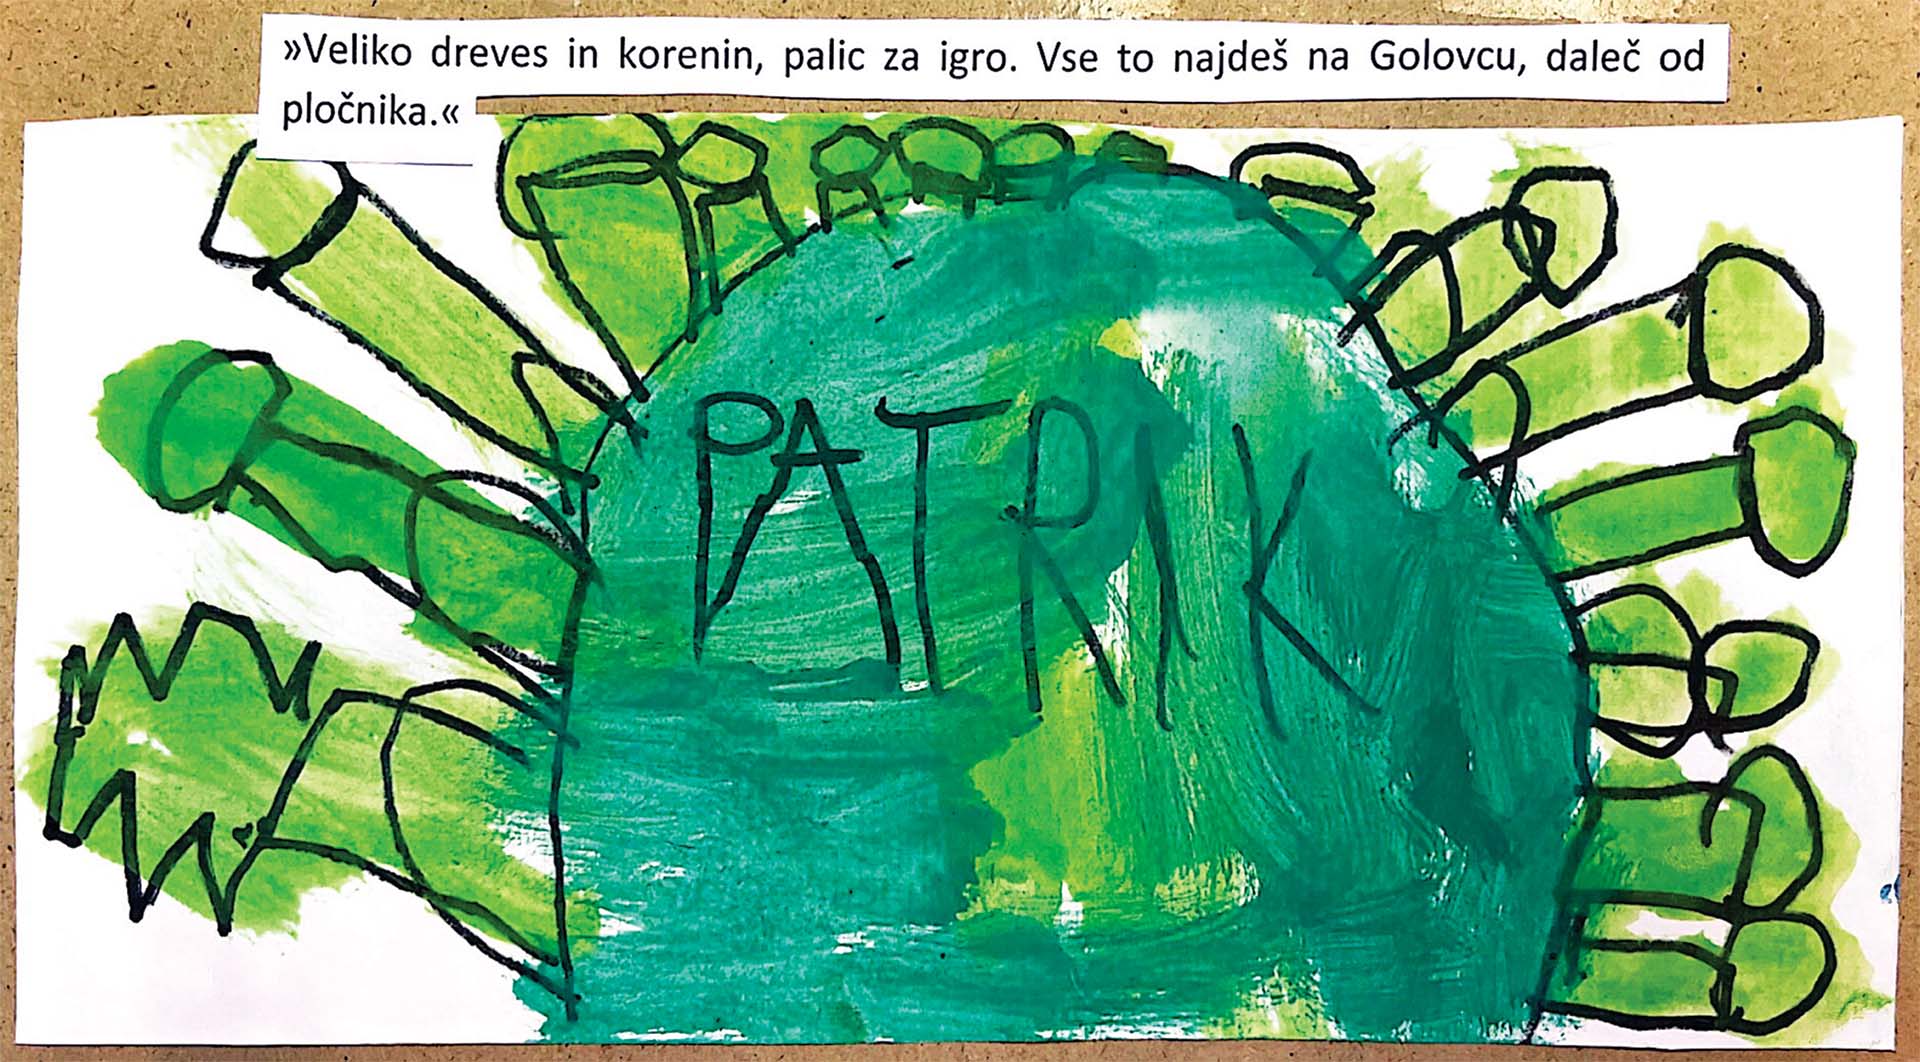 »Veliko dreves in korenin, palic za igro. Vse to najdeš na Golovcu, daleč od
pločnika.«
PATRIK